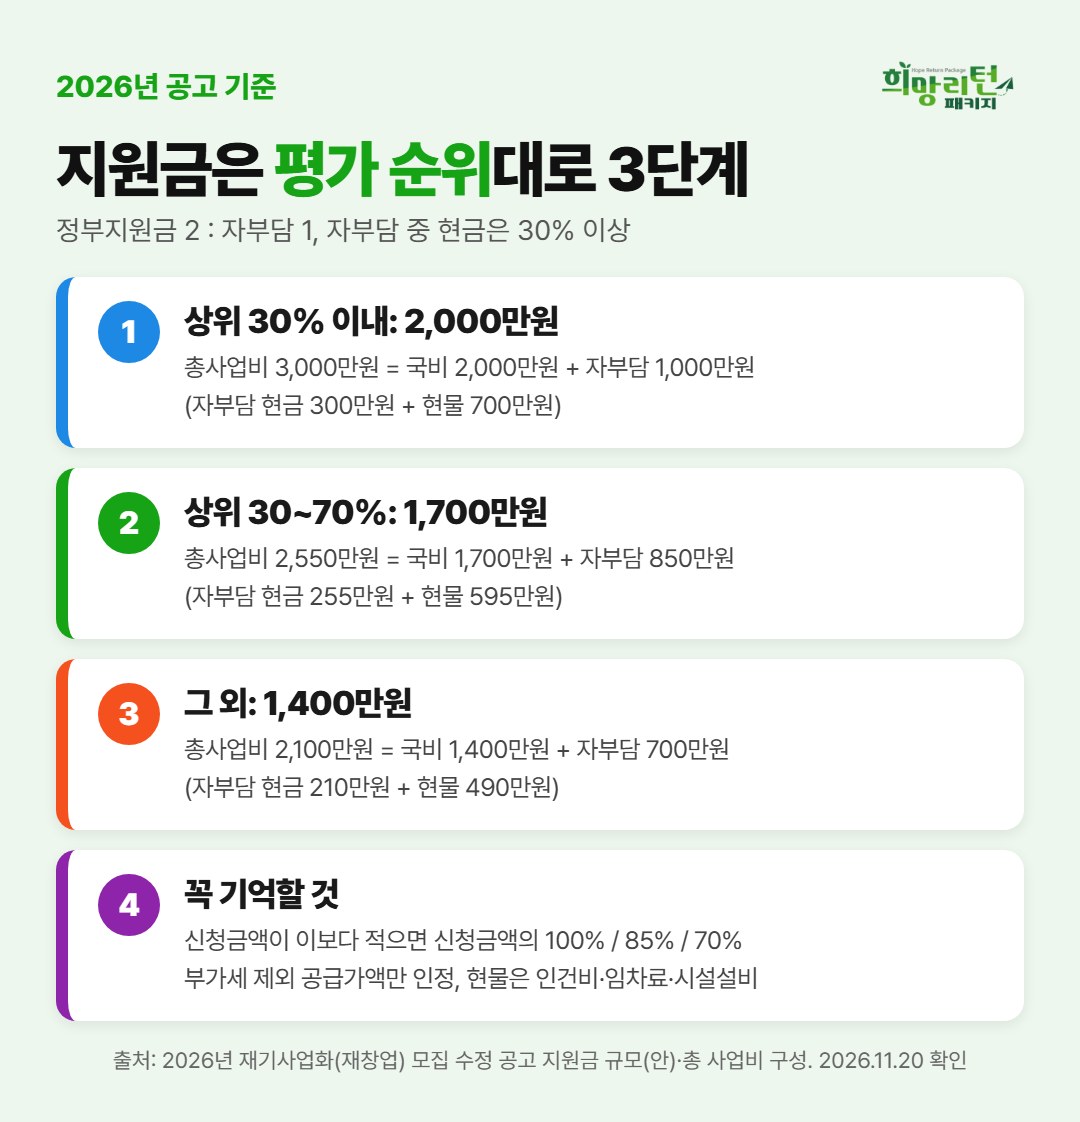 2026년 공고 기준
Hope Return Package
희망리턴
패키지
지원금은 평가 순위대로 3단계
정부지원금 2 : 자부담 1, 자부담 중 현금은 30% 이상
1
상위 30% 이내: 2,000만원
총사업비 3,000만원 = 국비 2,000만원 + 자부담 1,000만원
(자부담 현금 300만원 + 현물 700만원)
2
상위 30~70%: 1,700만원
총사업비 2,550만원 = 국비 1,700만원 + 자부담 850만원
(자부담 현금 255만원 + 현물 595만원)
3
그 외: 1,400만원
총사업비 2,100만원 = 국비 1,400만원 + 자부담 700만원
(자부담 현금 210만원 + 현물 490만원)
4
꼭 기억할 것
신청금액이 이보다 적으면 신청금액의 100% / 85% / 70%
부가세 제외 공급가액만 인정, 현물은 인건비·임차료·시설설비
출처: 2026년 재기사업화(재창업) 모집 수정 공고 지원금 규모(안)·총 사업비 구성. 2026.11.20 확인